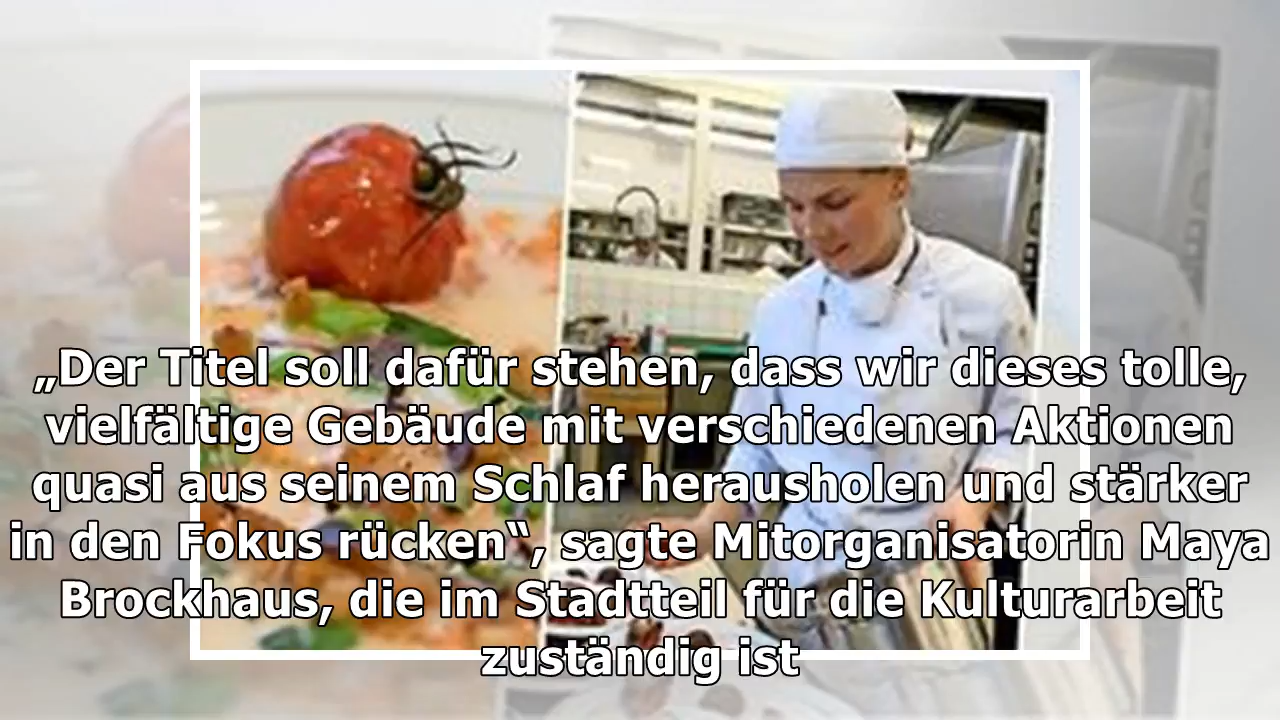 „Der Titel soll dafür stehen, dass wir dieses tolle,
vielfältige Gebäude mit verschiedenen Aktionen
quasi aus seinem Schlaf herausholen und stärker
in den Fokus rücken“, sagte Mitorganisatorin Maya
Brockhaus, die im Stadtteil für die Kulturarbeit
zuständig ist